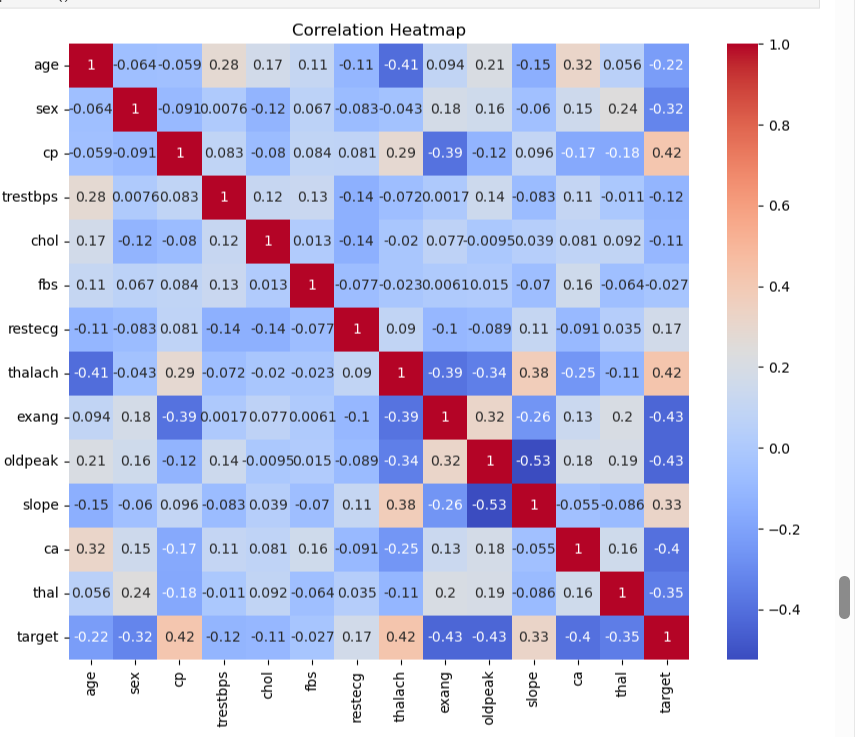 Correlation Heatmap
age 1 -0.064 -0.059 0.28 0.17 0.11 -0.11 -0.41 0.094 0.21 -0.15 0.32 0.056 -0.22
sex -0.064 1 -0.091 0.0076 -0.12 0.067 -0.083 -0.043 0.18 0.16 -0.06 0.15 0.24 -0.32
cp -0.059 -0.091 1 0.083 -0.08 0.084 0.081 0.29 -0.39 -0.12 0.096 -0.17 -0.18 0.42
trestbps 0.28 0.0076 0.083 1 0.12 0.13 -0.14 -0.072 0.0017 0.14 -0.083 0.11 -0.011 -0.12
chol 0.17 -0.12 -0.08 0.12 1 0.013 -0.14 -0.02 0.077 -0.0095 0.039 0.081 0.092 -0.11
fbs 0.11 0.067 0.084 0.13 0.013 1 -0.077 -0.023 0.0061 0.015 -0.07 0.16 -0.064 -0.027
restecg -0.11 -0.083 0.081 -0.14 -0.14 -0.077 1 0.09 -0.1 -0.089 0.11 -0.091 0.035 0.17
thalach -0.41 -0.043 0.29 -0.072 -0.02 -0.023 0.09 1 -0.39 -0.34 0.38 -0.25 -0.11 0.42
exang 0.094 0.18 -0.39 0.0017 0.077 0.0061 -0.1 -0.39 1 0.32 -0.26 0.13 0.2 -0.43
oldpeak 0.21 0.16 -0.12 0.14 -0.0095 0.015 -0.089 -0.34 0.32 1 -0.53 0.18 0.19 -0.43
slope -0.15 -0.06 0.096 -0.083 0.039 -0.07 0.11 0.38 -0.26 -0.53 1 -0.055 -0.086 0.33
ca 0.32 0.15 -0.17 0.11 0.081 0.16 -0.091 -0.25 0.13 0.18 -0.055 1 0.16 -0.4
thal 0.056 0.24 -0.18 -0.011 0.092 -0.064 0.035 -0.11 0.2 0.19 -0.086 0.16 1 -0.35
target -0.22 -0.32 0.42 -0.12 -0.11 -0.027 0.17 0.42 -0.43 -0.43 0.33 -0.4 -0.35 1
age sex cp trestbps chol fbs restecg thalach exang oldpeak slope ca thal target
1.0
0.8
0.6
0.4
0.2
0.0
−0.2
−0.4